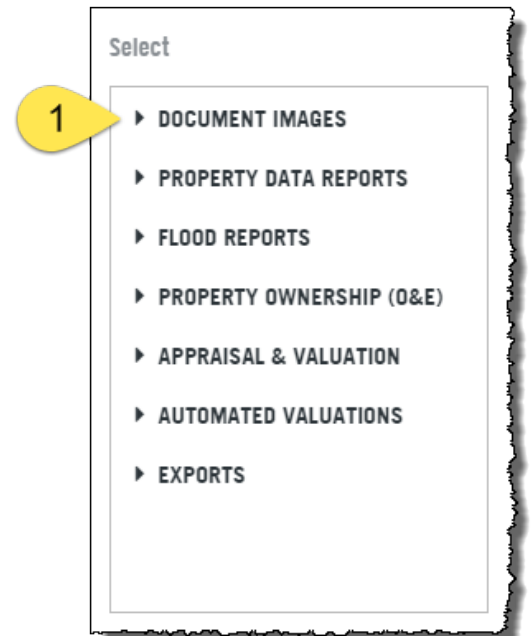 Select
1
DOCUMENT IMAGES
PROPERTY DATA REPORTS
FLOOD REPORTS
PROPERTY OWNERSHIP (O&E)
APPRAISAL & VALUATION
AUTOMATED VALUATIONS
EXPORTS